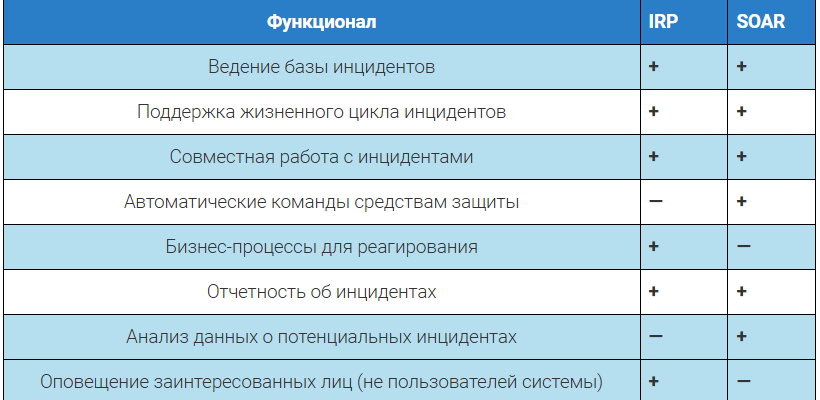 Функционал IRP SOAR
Ведение базы инцидентов + +
Поддержка жизненного цикла инцидентов + +
Совместная работа с инцидентами + +
Автоматические команды средствам защиты — +
Бизнес-процессы для реагирования + —
Отчетность об инцидентах + +
Анализ данных о потенциальных инцидентах — +
Оповещение заинтересованных лиц (не пользователей системы) + —